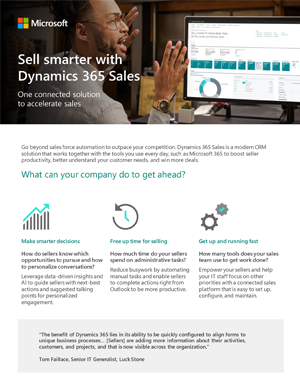 Microsoft
Sell smarter with
Dynamics 365 Sales
One connected solution
to accelerate sales
Go beyond sales force automation to outpace your competition. Dynamics 365 Sales is a modern CRM
solution that works together with the tools you use every day, such as Microsoft 365 to boost seller
productivity, better understand your customer needs, and win more deals.
What can your company do to get ahead?
Make smarter decisions
How do sellers know which
opportunities to pursue and how
to personalize conversations?
Leverage data-driven insights and
AI to guide sellers with next-best
actions and suggested talking
points for personalized
engagement.
Free up time for selling
How much time do your sellers
spend on administrative tasks?
Reduce busywork by automating
manual tasks and enable sellers
to complete actions right from
Outlook to be more productive.
Get up and running fast
How many tools does your sales
team use to get work done?
Empower your sellers and help
your IT staff focus on other
priorities with a connected sales
platform that is easy to set up,
configure, and maintain.
"The benefit of Dynamics 365 lies in its ability to be quickly configured to align forms to
unique business processes... [Sellers] are adding more information about their activities,
customers, and projects, and that is now visible across the organization."
Tom Faillace, Senior IT Generalist, Luck Stone